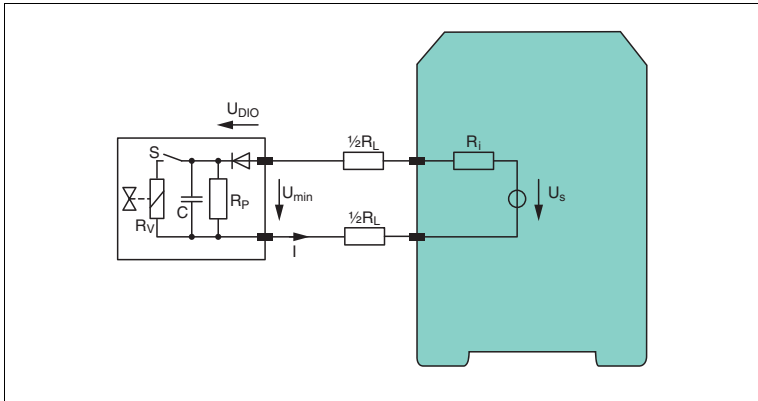 U_DIO
½R_L
R_i
S
U_min
U_s
R_P
C
R_V
½R_L
I